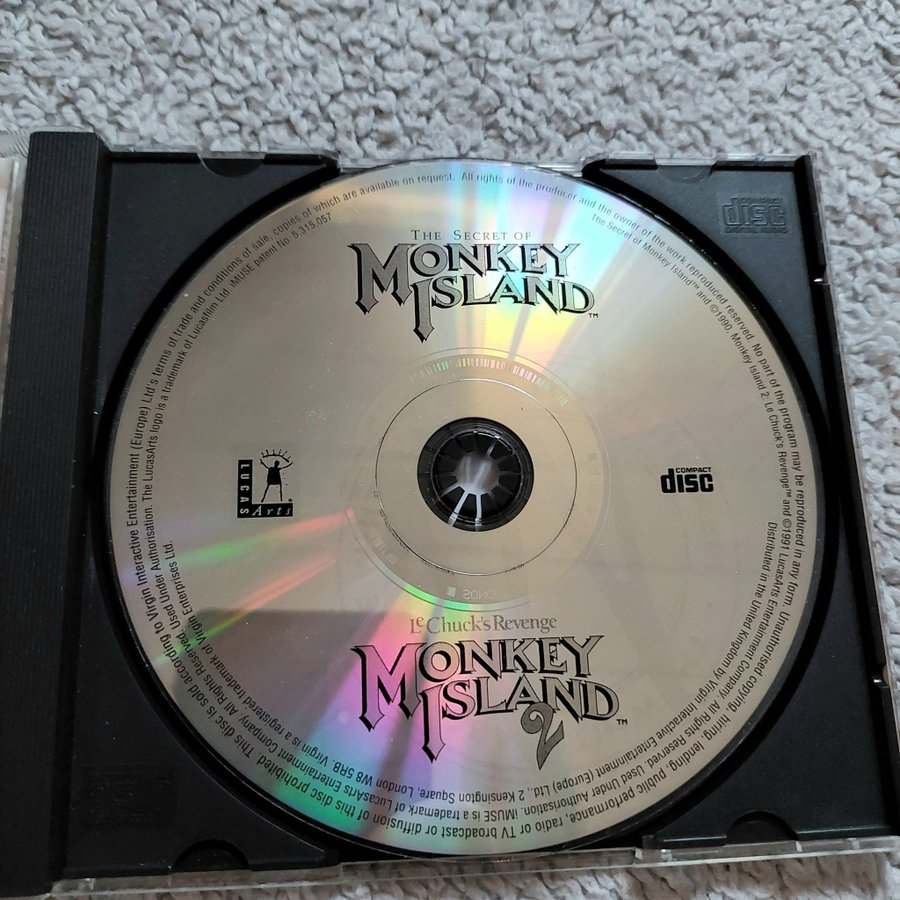 THE SECRET OF
MONKEY
ISLAND™
LUCAS
Arts®
COMPACT
disc
LeChuck's Revenge
MONKEY
ISLAND™
2
All rights of the producer and the owner of the work reproduced reserved. No part of the program may be reproduced in any form. Unauthorised copying, hiring, lending, public performance, radio or TV broadcast or diffusion of this disc prohibited. This disc is sold according to Virgin Interactive Entertainment (Europe) Ltd's terms of trade and conditions of sale, copies of which are available on request.
The Secret of Monkey Island™ and ©1990, Monkey Island 2: Le Chuck's Revenge™ and ©1991 LucasArts Entertainment Company. All Rights Reserved. Used Under Authorisation. iMUSE is a trademark of LucasArts Entertainment Company. All Rights Reserved. Used Under Authorisation. The LucasArts logo is a trademark of Lucasfilm Ltd. iMUSE patent No. 5,315,057
Distributed in the United Kingdom by Virgin Interactive Entertainment (Europe) Ltd., 2 Kensington Square, London W8 5RB. Virgin is a registered trademark of Virgin Enterprises Ltd.
SONOP
COMPACT
disc
DIGITAL AUDIO